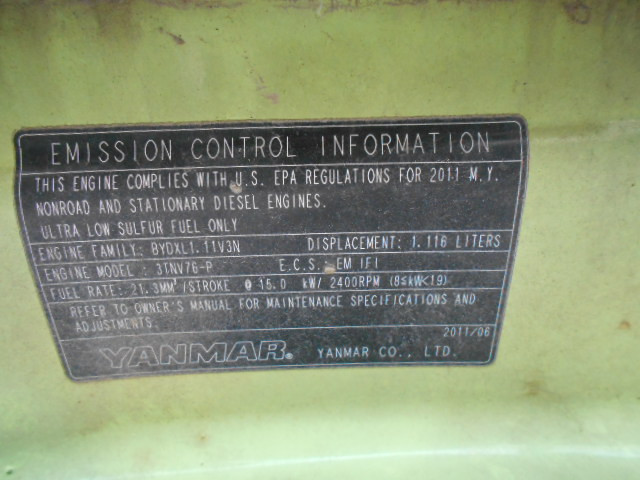 EMISSION CONTROL INFORMATION
THIS ENGINE COMPLIES WITH U.S. EPA REGULATIONS FOR 2011 M.Y.
NONROAD AND STATIONARY DIESEL ENGINES.
ULTRA LOW SULFUR FUEL ONLY
ENGINE FAMILY: BYDXL1.11V3N DISPLACEMENT: 1.116 LITERS
ENGINE MODEL : 3TNV76-P E.C.S.: EM IFI
FUEL RATE: 21.3MM³/STROKE @ 15.0 kW/ 2400RPM (8≤kW<19)
REFER TO OWNER'S MANUAL FOR MAINTENANCE SPECIFICATIONS AND
ADJUSTMENTS.
2011/06
YANMAR® YANMAR CO., LTD.